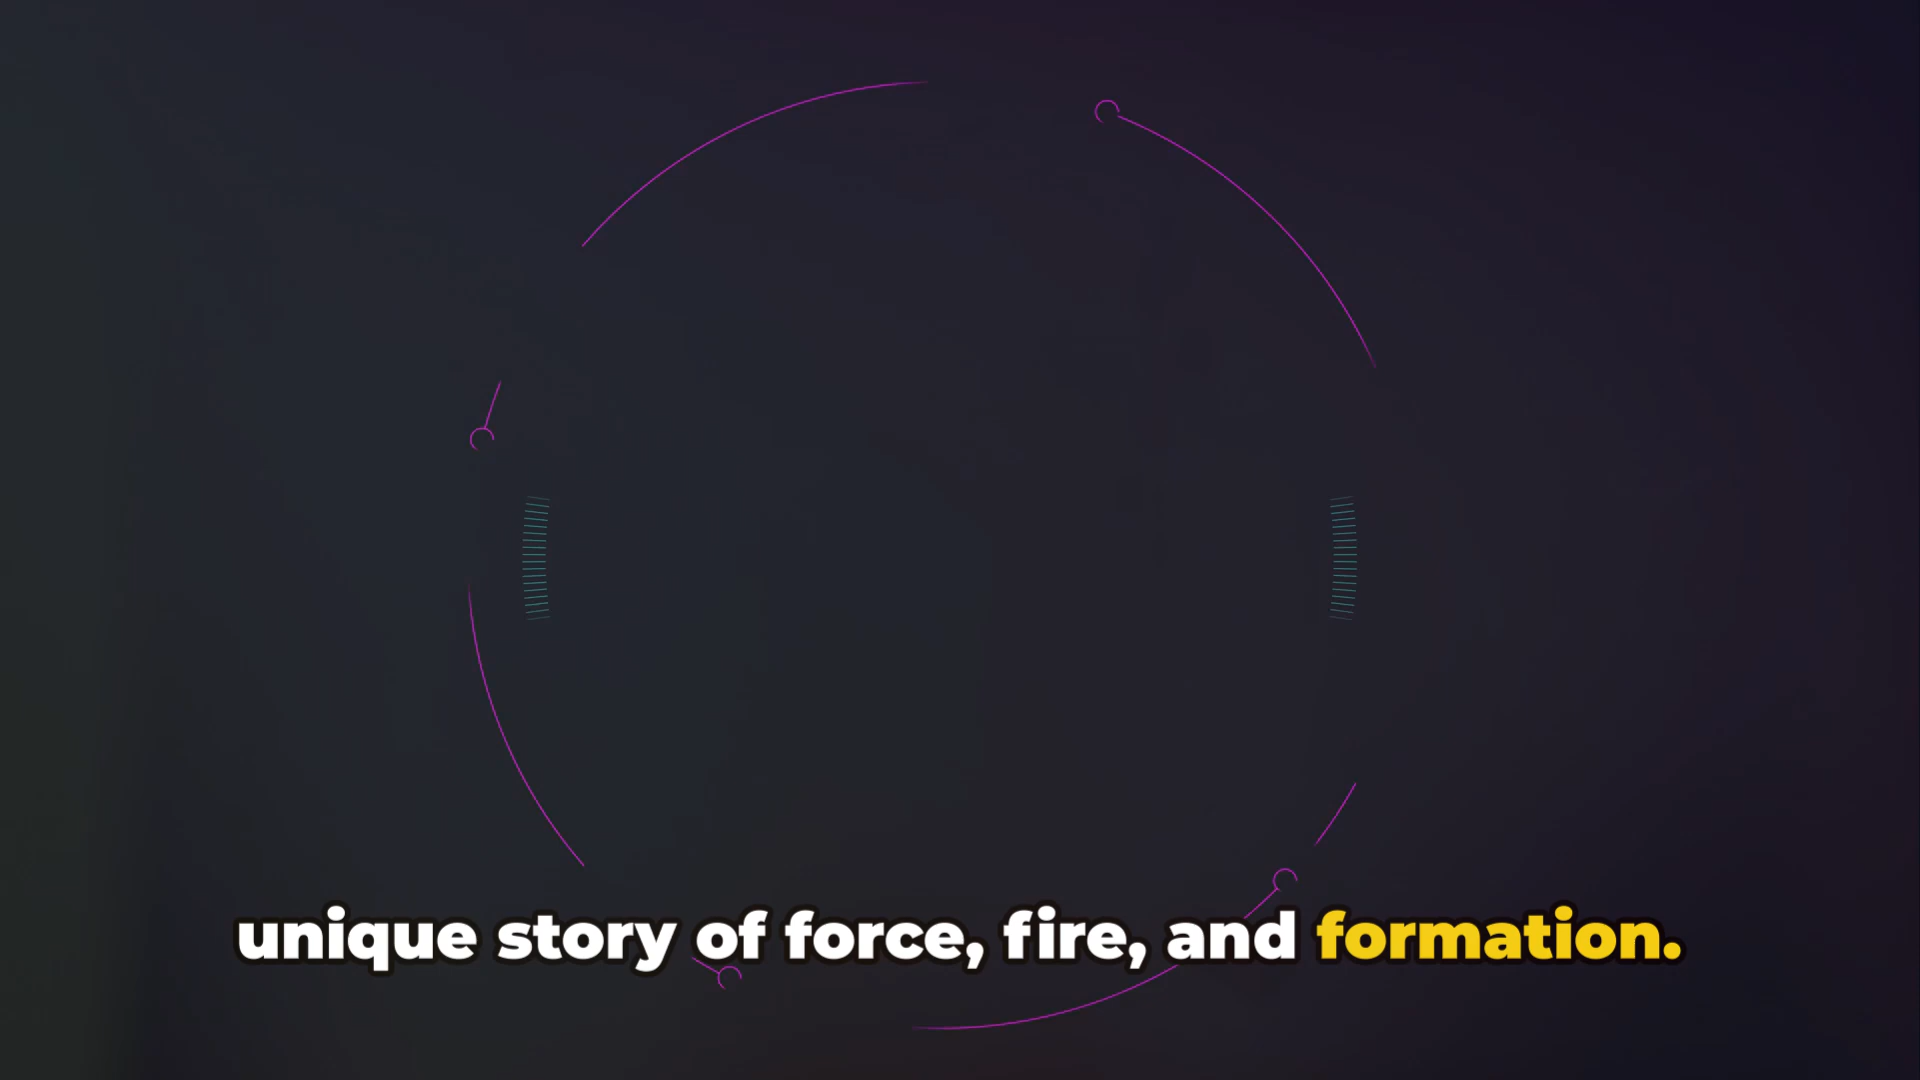 unique story of force, fire, and formation.